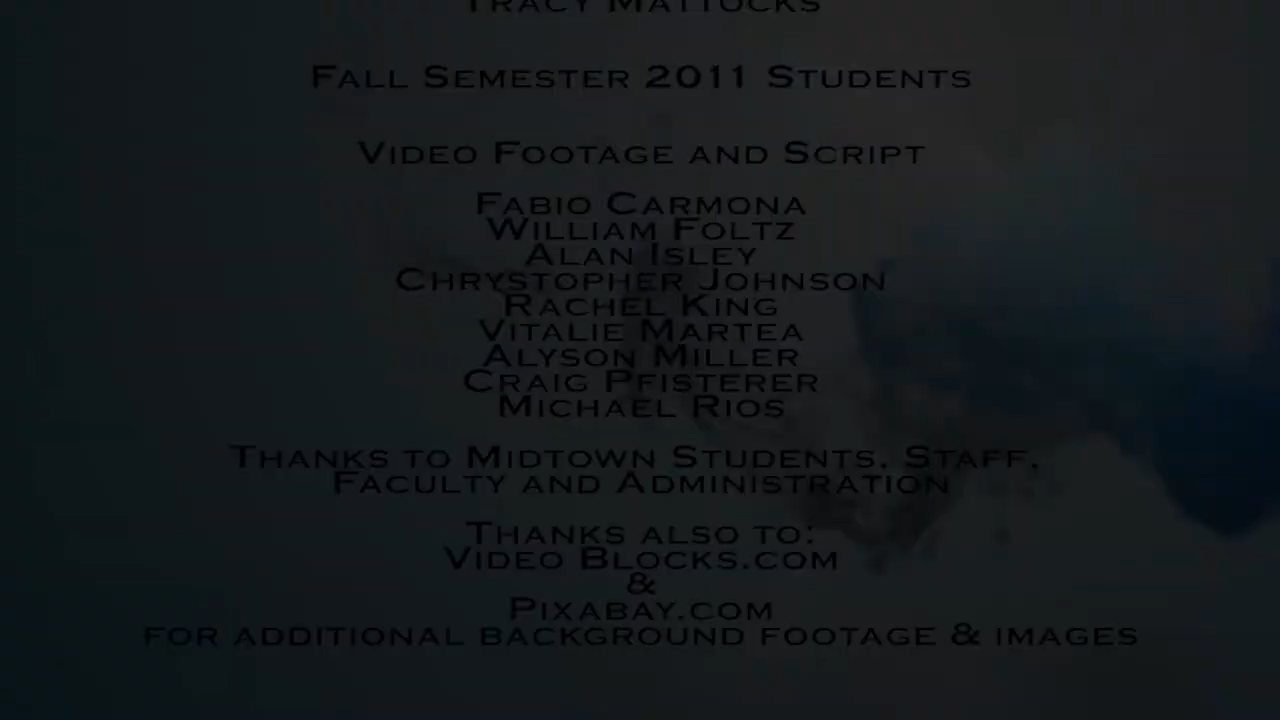 Tracy Mattocks
Fall Semester 2011 Students
Video Footage and Script
Fabio Carmona
William Foltz
Alan Isley
Chrystopher Johnson
Rachel King
Vitalie Martea
Alyson Miller
Craig Pfisterer
Michael Rios
Thanks to Midtown Students, Staff,
Faculty and Administration
Thanks also to:
Video Blocks.com
&
Pixabay.com
for additional background footage & images